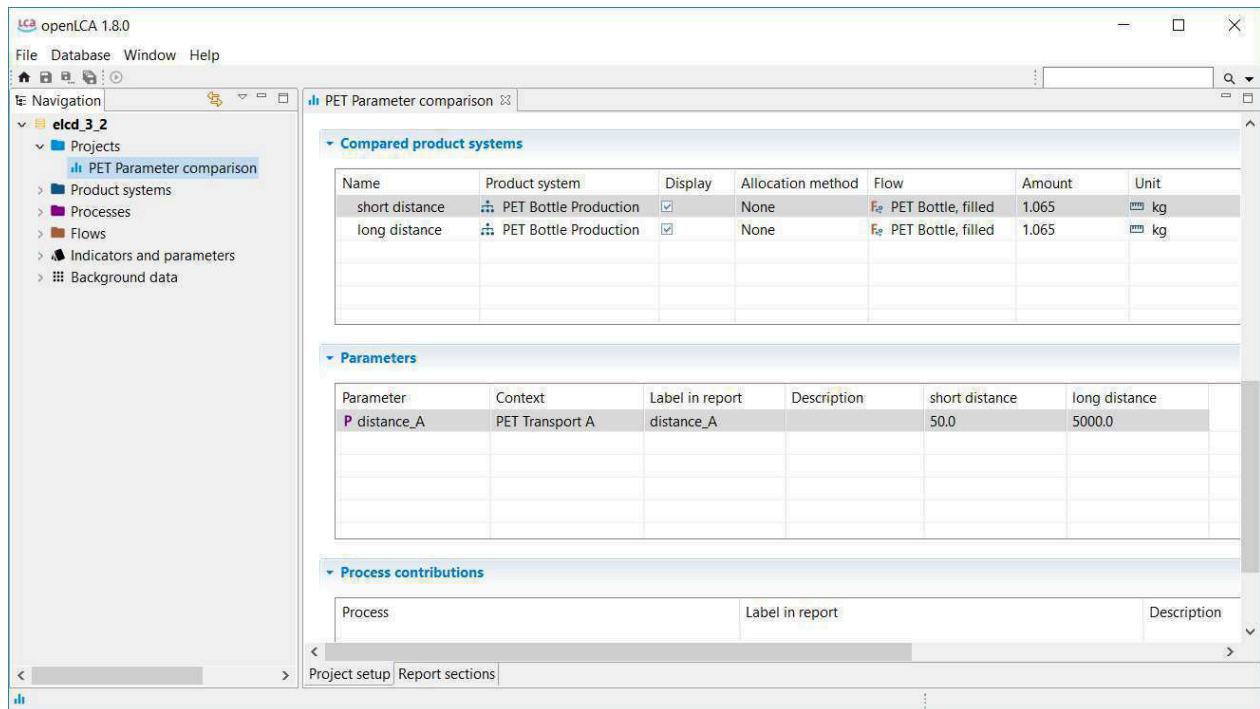 LCa openLCA 1.8.0
File Database Window Help
Navigation
elcd_3_2
Projects
PET Parameter comparison
Product systems
Processes
Flows
Indicators and parameters
Background data
PET Parameter comparison
Compared product systems
Name Product system Display Allocation method Flow Amount Unit
short distance PET Bottle Production None PET Bottle, filled 1.065 kg
long distance PET Bottle Production None PET Bottle, filled 1.065 kg
Parameters
Parameter Context Label in report Description short distance long distance
P distance_A PET Transport A distance_A 50.0 5000.0
Process contributions
Process Label in report Description
Project setup Report sections